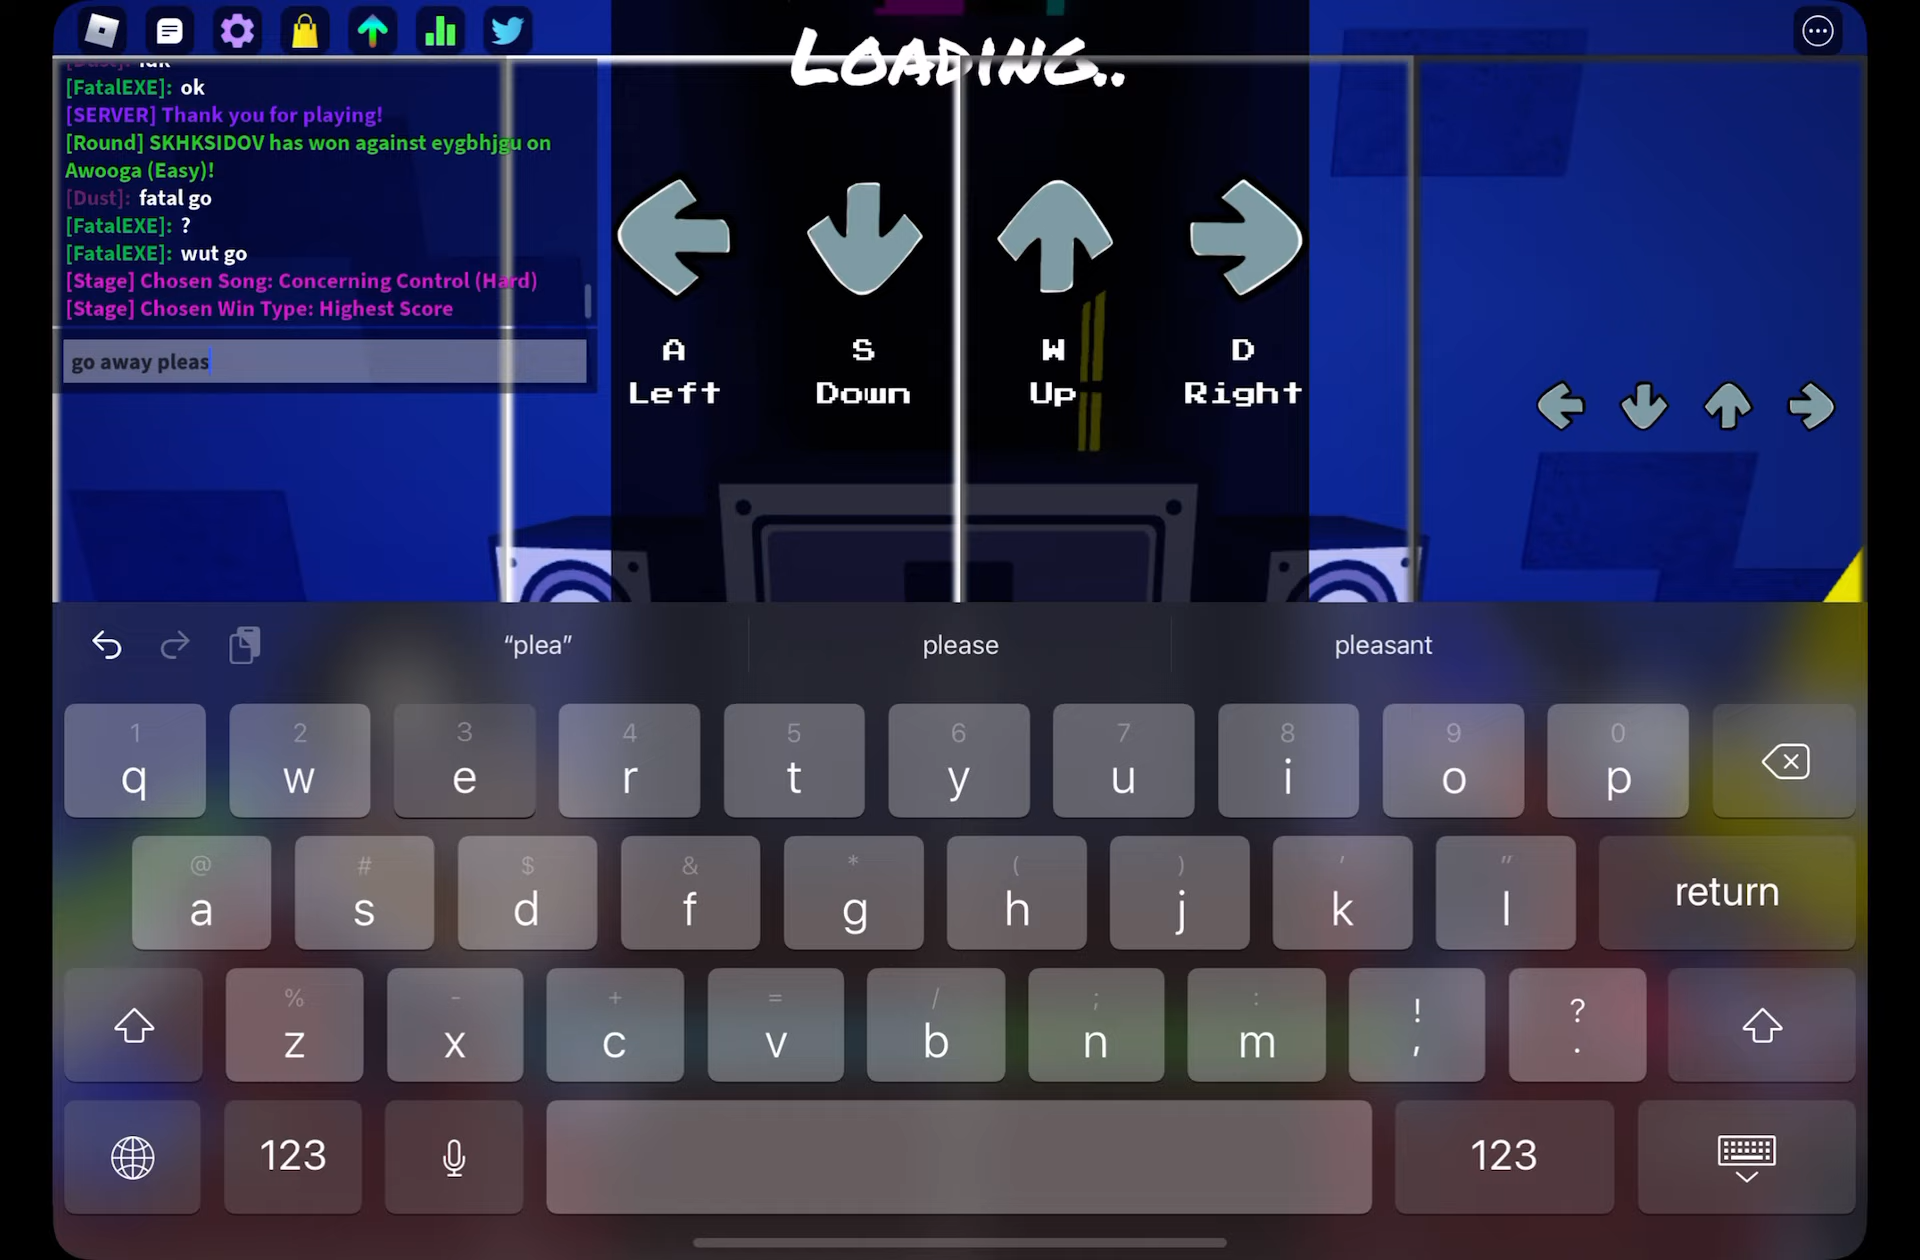 Loading..
[FatalEXE]: ok
[SERVER] Thank you for playing!
[Round] SKHKSIDOV has won against eygbhjgu on
Awooga (Easy)!
[Dust]: fatal go
[FatalEXE]: ?
[FatalEXE]: wut go
[Stage] Chosen Song: Concerning Control (Hard)
[Stage] Chosen Win Type: Highest Score
go away pleas
A S W D
Left Down Up Right
“plea” please pleasant
1 2 3 4 5 6 7 8 9 0
q w e r t y u i o p
@ # $ & * ( ) ' "
a s d f g h j k l return
% - + = / ; : ! ?
z x c v b n m , .
123 123